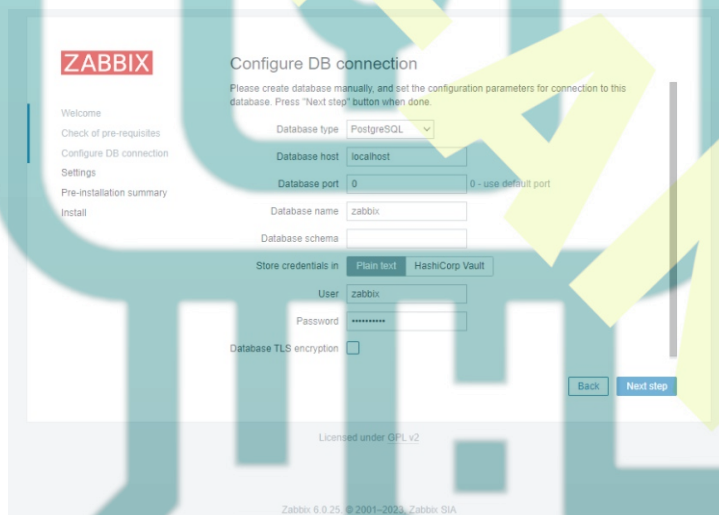 ZABBIX
Welcome
Check of pre-requisites
Configure DB connection
Settings
Pre-installation summary
Install
Configure DB connection
Please create database manually, and set the configuration parameters for connection to this
database. Press "Next step" button when done.
Database type PostgreSQL
Database host localhost
Database port 0 0 - use default port
Database name zabbix
Database schema
Store credentials in Plain text HashiCorp Vault
User zabbix
Password ••••••••••
Database TLS encryption
Back Next step
Licensed under GPL v2
Zabbix 6.0.25. © 2001–2023, Zabbix SIA